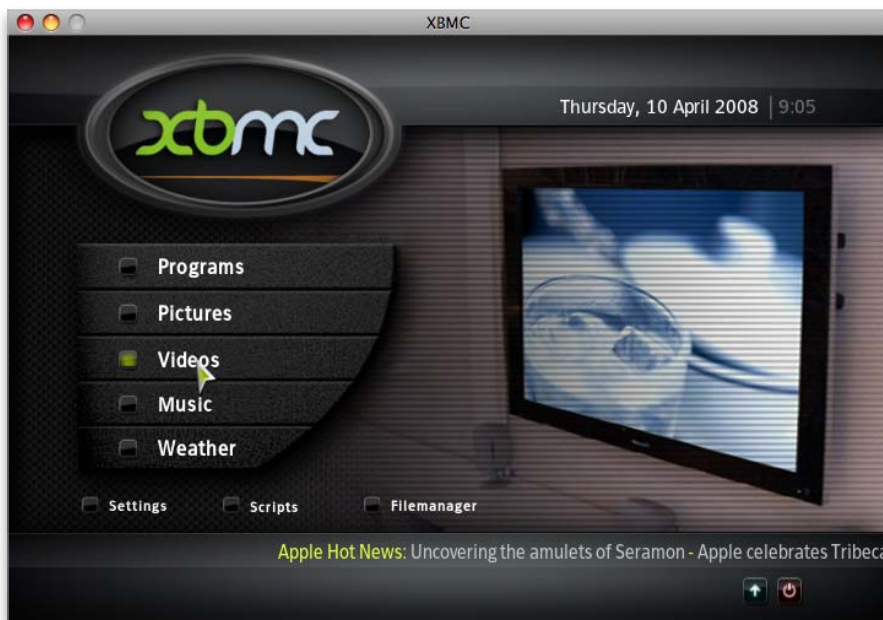 XBMC
xbmc
Thursday, 10 April 2008 | 9:05
Programs
Pictures
Videos
Music
Weather
Settings
Scripts
Filemanager
Apple Hot News: Uncovering the amulets of Seramon - Apple celebrates Tribeca